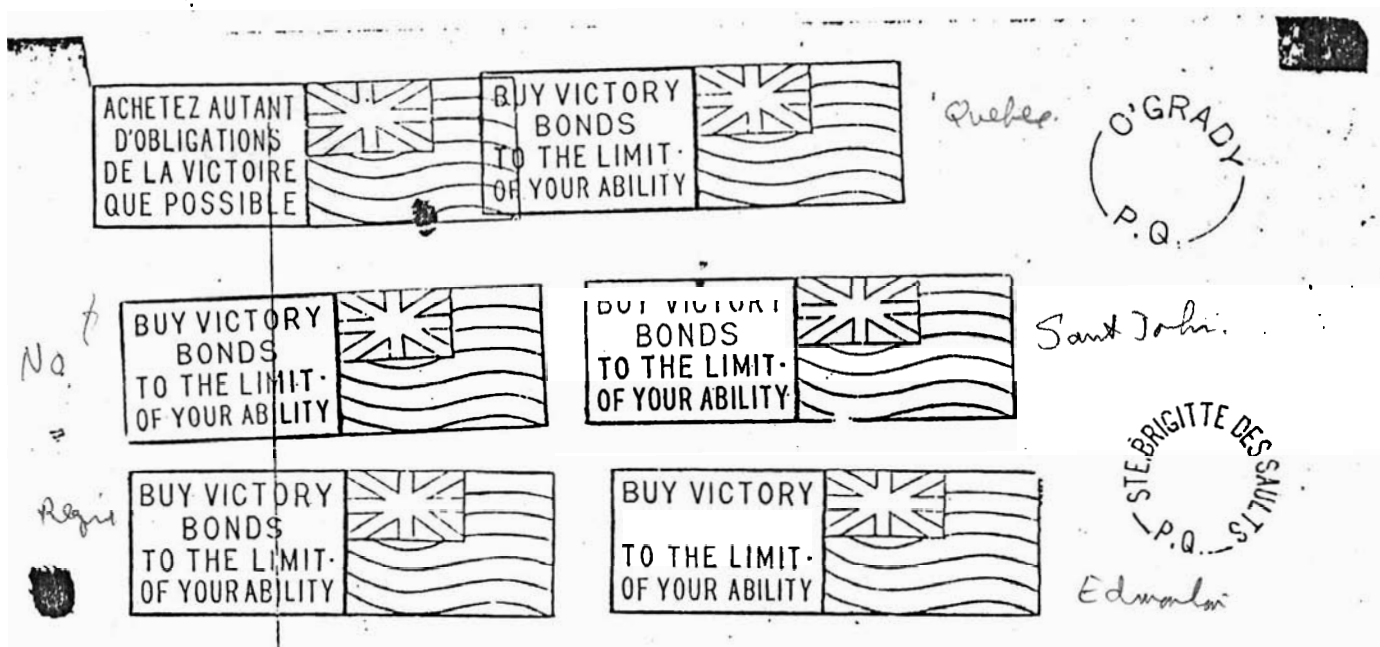 ACHETEZ AUTANT
D'OBLIGATIONS
DE LA VICTOIRE
QUE POSSIBLE
BUY VICTORY
BONDS
TO THE LIMIT·
OF YOUR ABILITY
Quebec.
O'GRADY
P.Q.
No
BUY VICTORY
BONDS
TO THE LIMIT·
OF YOUR ABILITY
BUY VICTORY
BONDS
TO THE LIMIT·
OF YOUR ABILITY
Saint John.
STE.BRIGITTE DES SAULTS
P.Q.
BUY VICTORY
BONDS
TO THE LIMIT·
OF YOUR ABILITY
BUY VICTORY
TO THE LIMIT·
OF YOUR ABILITY
Edmonton